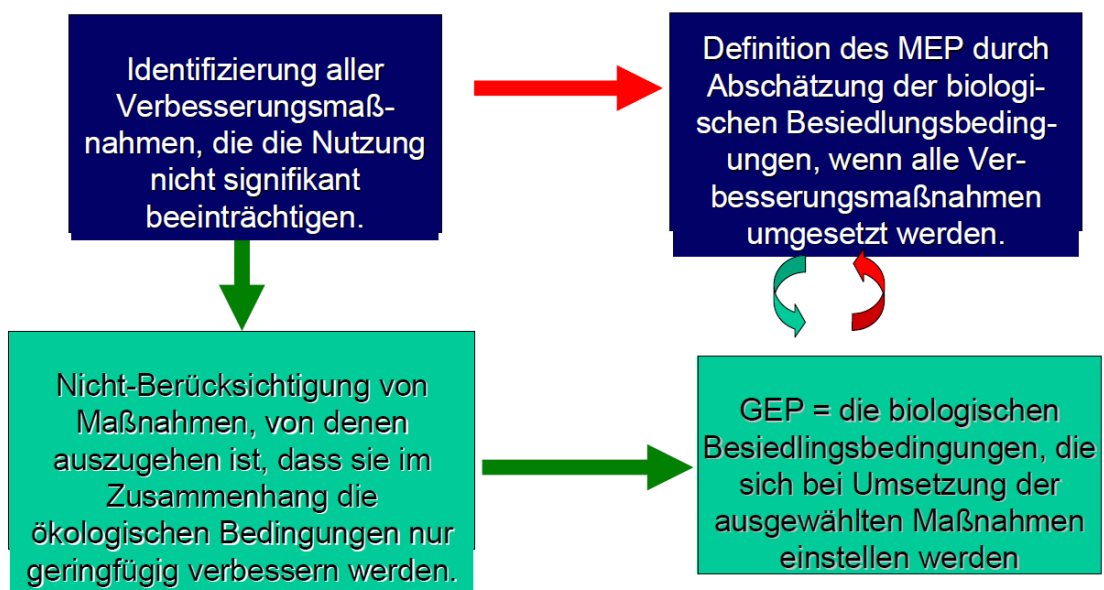 Identifizierung aller
Verbesserungsmaß-
nahmen, die die Nutzung
nicht signifikant
beeinträchtigen.
Definition des MEP durch
Abschätzung der biologi-
schen Besiedlungsbeding-
ungen, wenn alle Ver-
besserungsmaßnahmen
umgesetzt werden.
Nicht-Berücksichtigung von
Maßnahmen, von denen
auszugehen ist, dass sie im
Zusammenhang die
ökologischen Bedingungen nur
geringfügig verbessern werden.
GEP = die biologischen
Besiedlingsbedingungen, die
sich bei Umsetzung der
ausgewählten Maßnahmen
einstellen werden